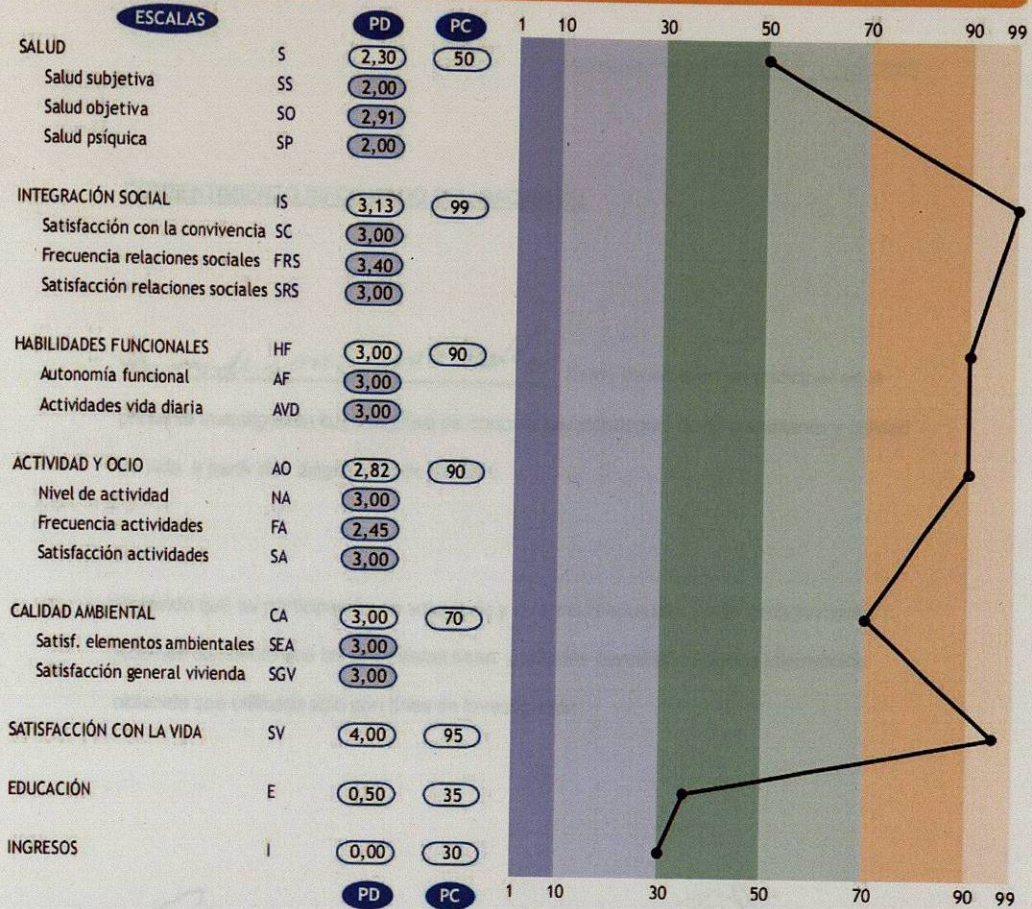 ESCALAS PD PC 1 10 30 50 70 90 99
SALUD S 2,30 50
Salud subjetiva SS 2,00
Salud objetiva SO 2,91
Salud psíquica SP 2,00
INTEGRACIÓN SOCIAL IS 3,13 99
Satisfacción con la convivencia SC 3,00
Frecuencia relaciones sociales FRS 3,40
Satisfacción relaciones sociales SRS 3,00
HABILIDADES FUNCIONALES HF 3,00 90
Autonomía funcional AF 3,00
Actividades vida diaria AVD 3,00
ACTIVIDAD Y OCIO AO 2,82 90
Nivel de actividad NA 3,00
Frecuencia actividades FA 2,45
Satisfacción actividades SA 3,00
CALIDAD AMBIENTAL CA 3,00 70
Satisf. elementos ambientales SEA 3,00
Satisfacción general vivienda SGV 3,00
SATISFACCIÓN CON LA VIDA SV 4,00 95
EDUCACIÓN E 0,50 35
INGRESOS I 0,00 30
PD PC 1 10 30 50 70 90 99